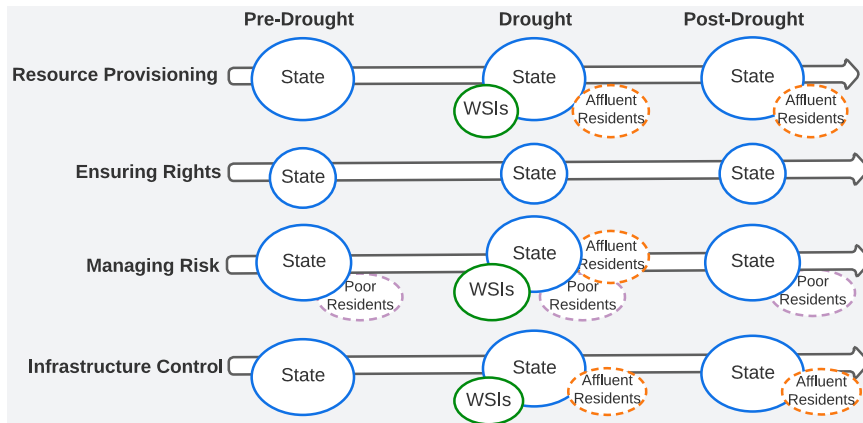 Pre-Drought Drought Post-Drought
Resource Provisioning
State
State
WSIs
Affluent
Residents
State
Affluent
Residents
Ensuring Rights
State
State
State
Managing Risk
State
Poor
Residents
State
WSIs
Affluent
Residents
Poor
Residents
State
Poor
Residents
Infrastructure Control
State
State
WSIs
Affluent
Residents
State
Affluent
Residents